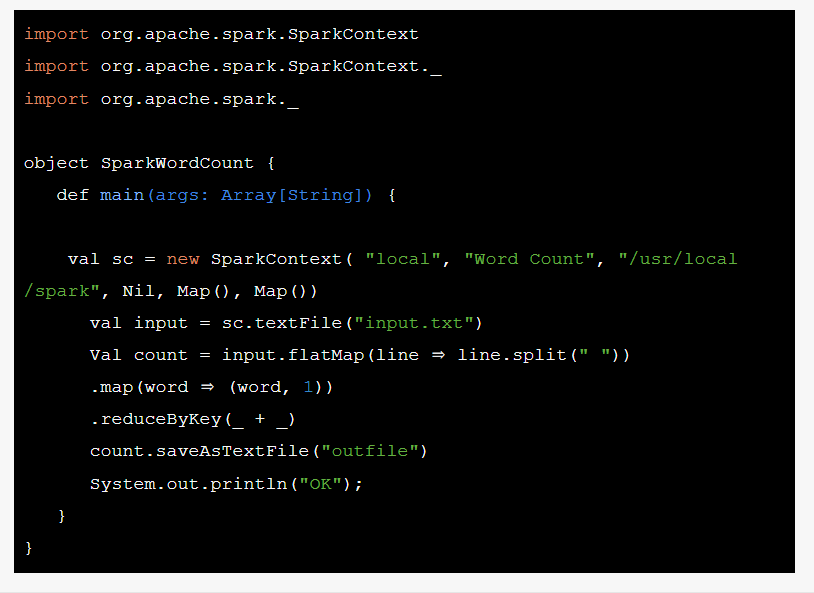 import org.apache.spark.SparkContext
import org.apache.spark.SparkContext._
import org.apache.spark._
object SparkWordCount {
def main(args: Array[String]) {
val sc = new SparkContext( "local", "Word Count", "/usr/local
/spark", Nil, Map(), Map())
val input = sc.textFile("input.txt")
Val count = input.flatMap(line ⇒ line.split(" "))
.map(word ⇒ (word, 1))
.reduceByKey(_ + _)
count.saveAsTextFile("outfile")
System.out.println("OK");
}
}